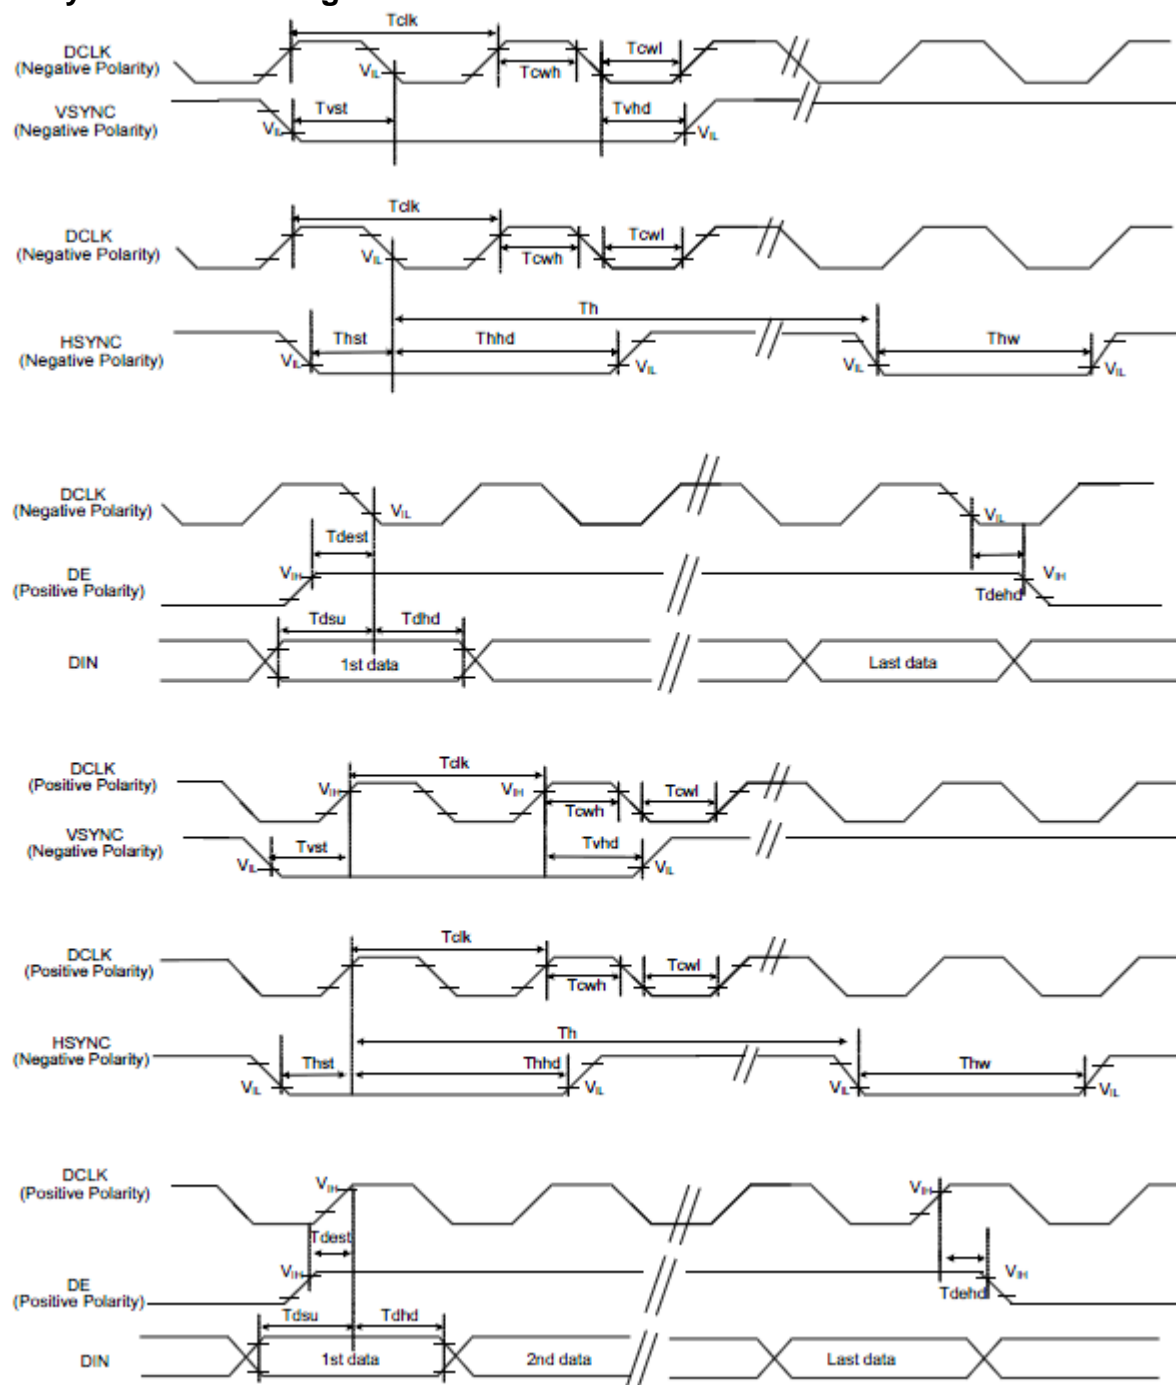 Tclk
DCLK
(Negative Polarity)
VIL
Tcwh
Tcwl
VSYNC
(Negative Polarity)
VIL
Tvst
Tvhd
VIL
Tclk
DCLK
(Negative Polarity)
VIL
Tcwh
Tcwl
Th
HSYNC
(Negative Polarity)
VIL
Thst
Thhd
VIL
VIL
Thw
VIL
DCLK
(Negative Polarity)
VIL
VIL
Tdest
DE
(Positive Polarity)
VIH
VIH
Tdehd
Tdsu
Tdhd
DIN
1st data
Last data
Tclk
DCLK
(Positive Polarity)
VIH
VIH
Tcwh
Tcwl
VSYNC
(Negative Polarity)
VIL
Tvst
Tvhd
VIL
Tclk
DCLK
(Positive Polarity)
Tcwh
Tcwl
Th
HSYNC
(Negative Polarity)
VIL
Thst
Thhd
VIL
VIL
Thw
VIL
DCLK
(Positive Polarity)
VIH
VIH
Tdest
DE
(Positive Polarity)
VIH
VIH
Tdehd
Tdsu
Tdhd
DIN
1st data
2nd data
Last data